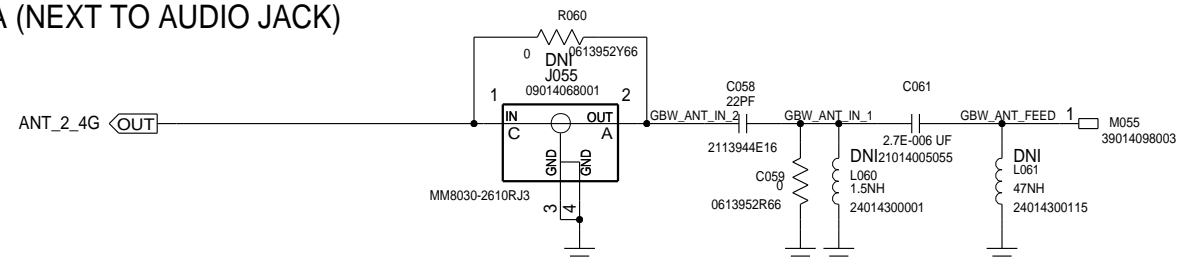 A (NEXT TO AUDIO JACK)
R060
0 0613952Y66
DNI
J055
09014068001
1 2
ANT_2_4G OUT
IN OUT
C A
GND GND
3 4
MM8030-2610RJ3
GBW_ANT_IN_2
C058
22PF
2113944E16
GBW_ANT_IN_1
C059
0
0613952R66
DNI
L060
1.5NH
24014300001
C061
2.7E-006 UF
21014005055
GBW_ANT_FEED 1
M055
39014098003
DNI
L061
47NH
24014300115